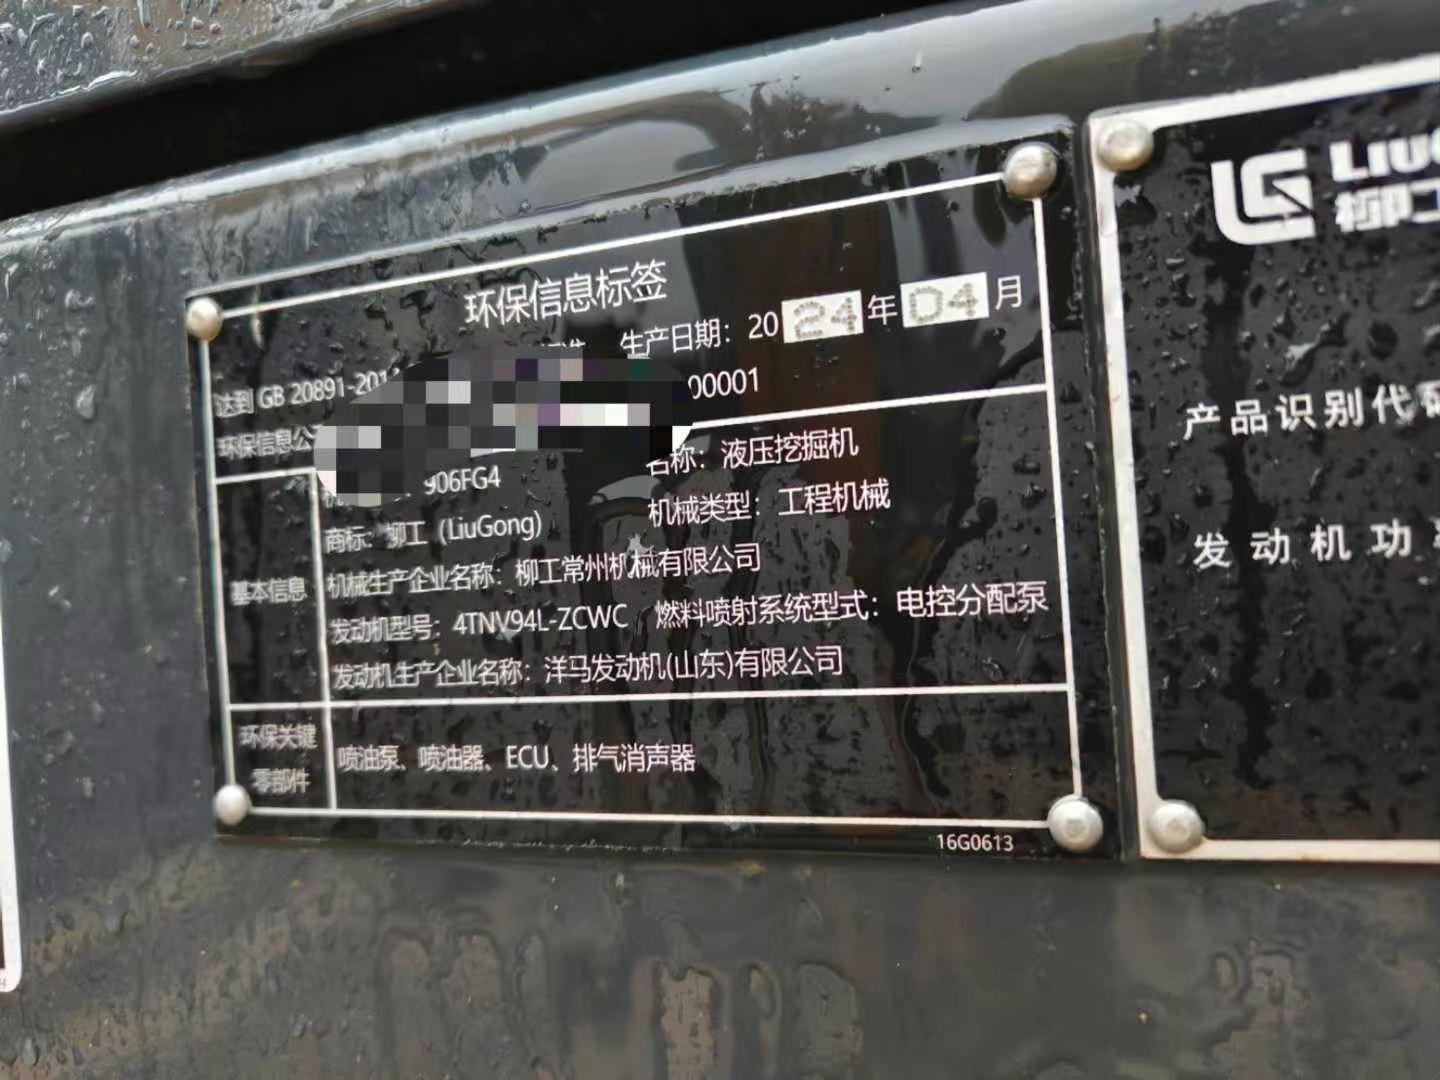 环保信息标签
生产日期：2024年04月
达到 GB 20891-201
环保信息公
00001
906FG4
名称：液压挖掘机
商标：柳工（LiuGong)
机械类型：工程机械
机械生产企业名称：柳工常州机械有限公司
发动机型号：4TNV94L-ZCWC 燃料喷射系统型式：电控分配泵
发动机生产企业名称：洋马发动机(山东)有限公司
基本信息
环保关键
零部件
喷油泵、喷油器、ECU、排气消声器
16G0613
LG LIU
柳工
产品识别代码
发动机功